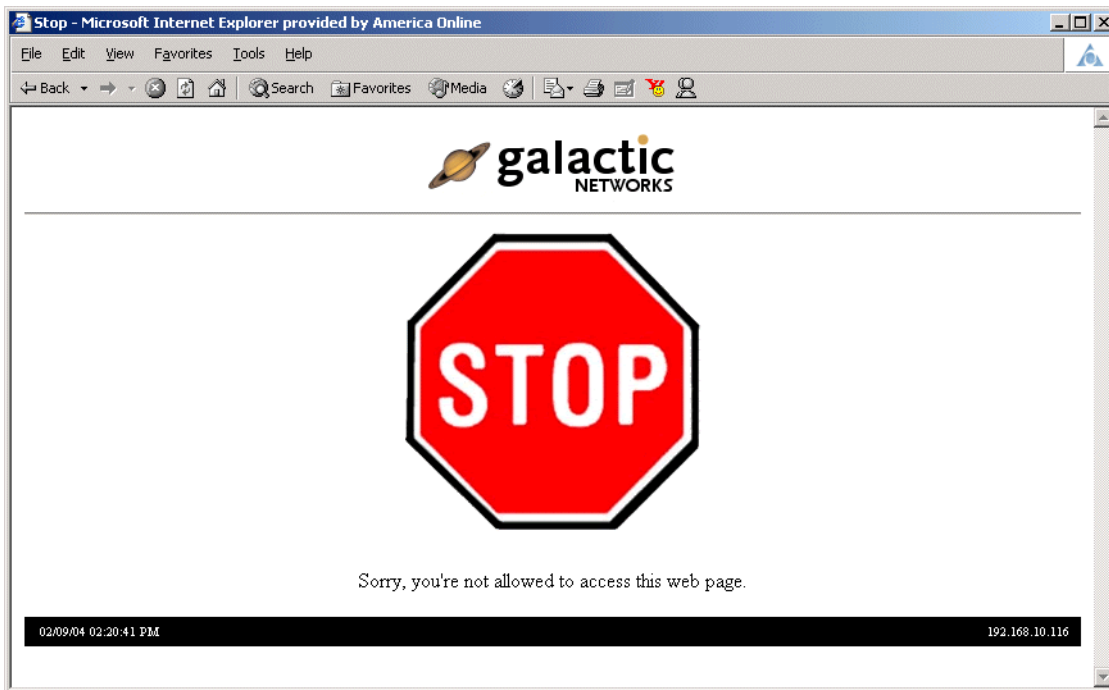 Stop - Microsoft Internet Explorer provided by America Online
File Edit View Favorites Tools Help
Back Search Favorites Media
galactic
NETWORKS
STOP
Sorry, you're not allowed to access this web page.
02/09/04 02:20:41 PM 192.168.10.116